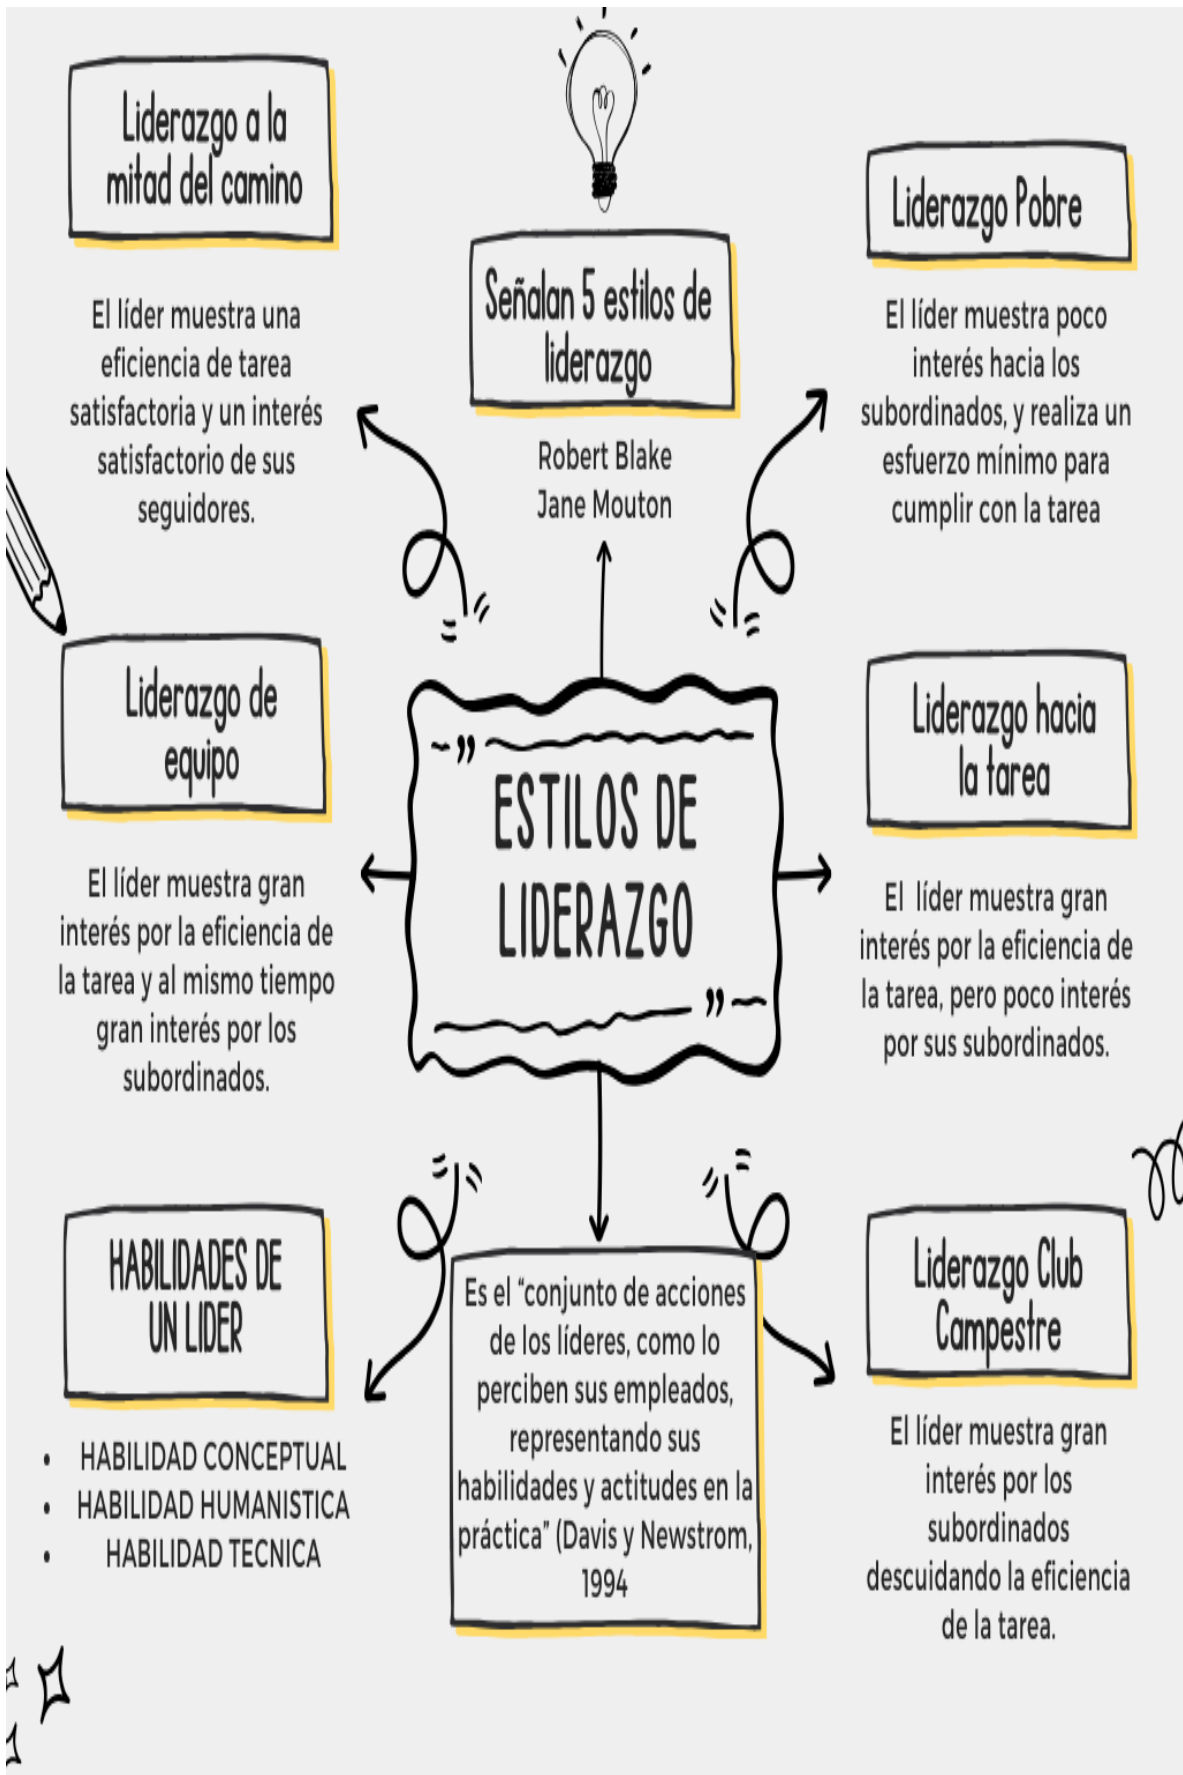 Liderazgo a la
mitad del camino
El líder muestra una
eficiencia de tarea
satisfactoria y un interés
satisfactorio de sus
seguidores.
Señalan 5 estilos de
liderazgo
Robert Blake
Jane Mouton
Liderazgo Pobre
El líder muestra poco
interés hacia los
subordinados, y realiza un
esfuerzo mínimo para
cumplir con la tarea
Liderazgo de
equipo
El líder muestra gran
interés por la eficiencia de
la tarea y al mismo tiempo
gran interés por los
subordinados.
ESTILOS DE
LIDERAZGO
Liderazgo hacia
la tarea
El líder muestra gran
interés por la eficiencia de
la tarea, pero poco interés
por sus subordinados.
HABILIDADES DE
UN LIDER
• HABILIDAD CONCEPTUAL
• HABILIDAD HUMANISTICA
• HABILIDAD TECNICA
Es el “conjunto de acciones
de los líderes, como lo
perciben sus empleados,
representando sus
habilidades y actitudes en la
práctica” (Davis y Newstrom,
1994
Liderazgo Club
Campestre
El líder muestra gran
interés por los
subordinados
descuidando la eficiencia
de la tarea.